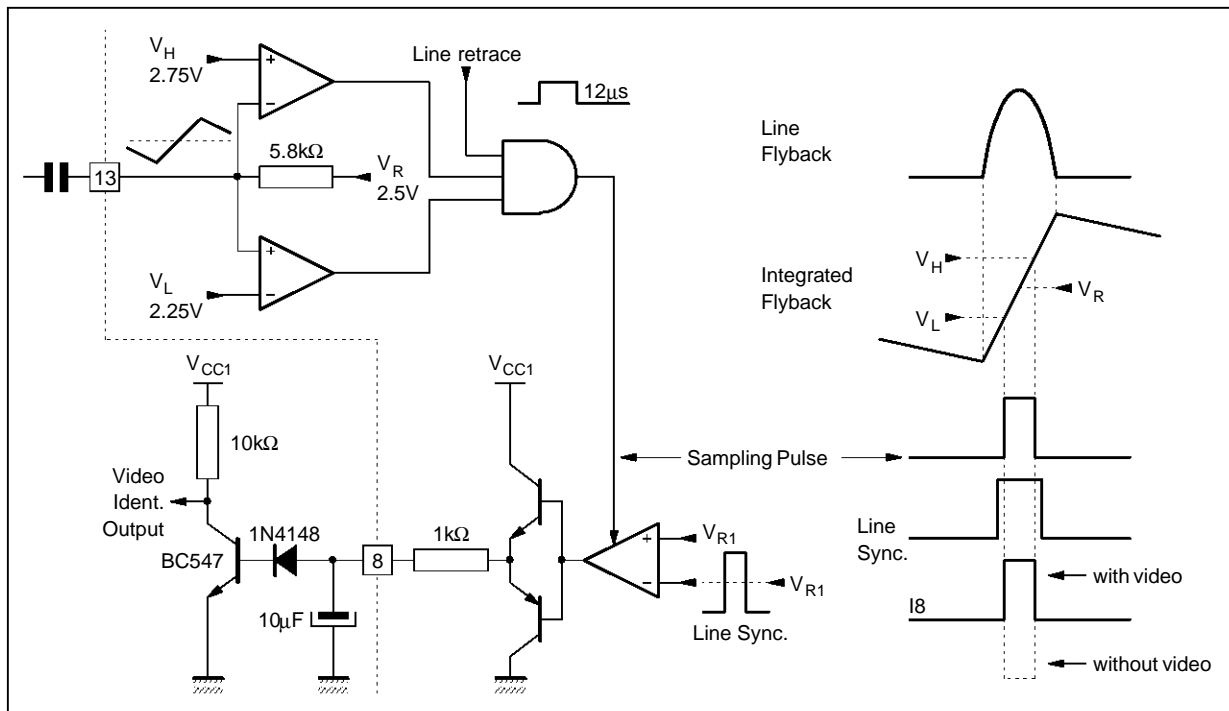 V_H
2.75V
Line retrace
12µs
5.8kΩ
V_R
2.5V
13
V_L
2.25V
Line
Flyback
Integrated
Flyback
V_H
V_R
V_L
V_CC1
10kΩ
Video
Ident.
Output
1N4148
BC547
10µF
8
1kΩ
V_CC1
Sampling Pulse
V_R1
V_R1
Line Sync.
Line
Sync.
with video
I8
without video
+
−
+
−
+
−